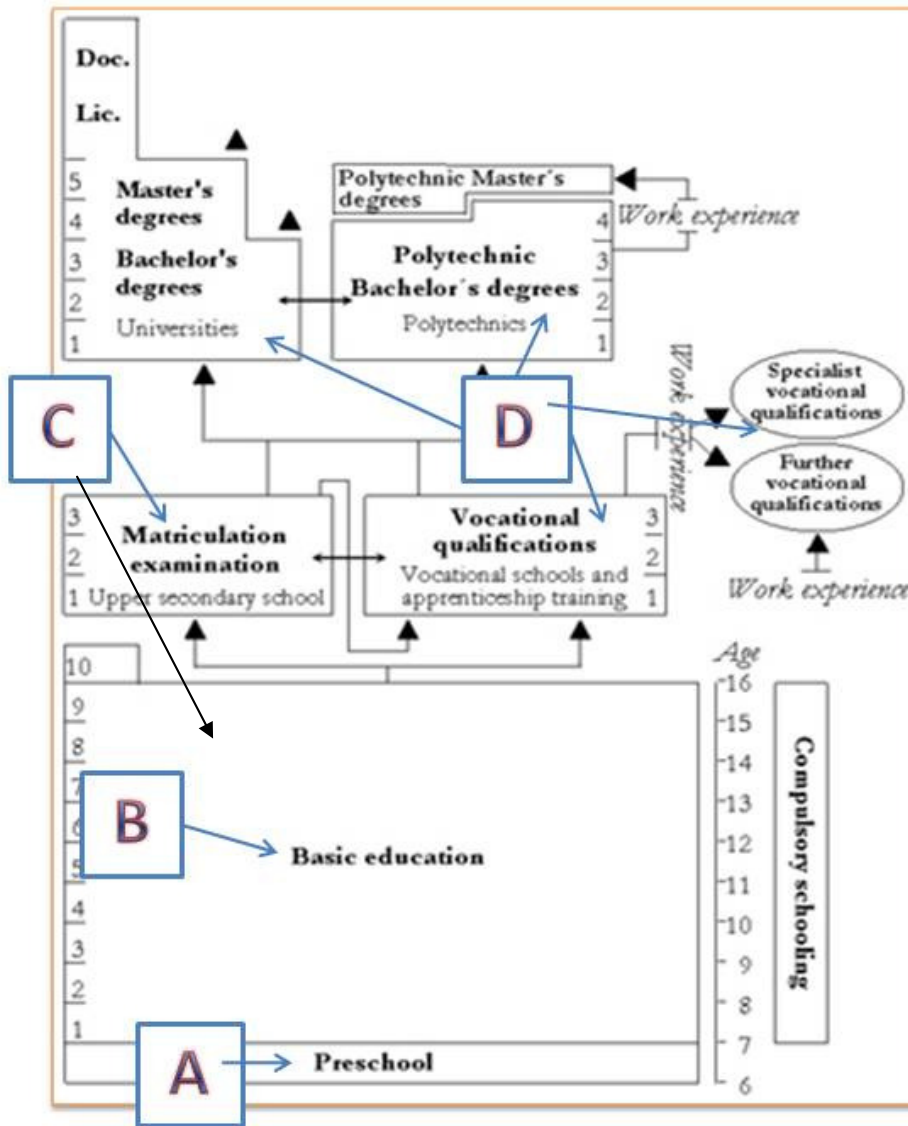 Doc.
Lic.
5
4
3
2
1
Master's
degrees
Bachelor's
degrees
Universities
Polytechnic Master´s
degrees
Work experience
Polytechnic
Bachelor´s degrees
Polytechnics
4
3
2
1
C
D
Work experience
Specialist
vocational
qualifications
Further
vocational
qualifications
Work experience
3
2
1
Matriculation
examination
Upper secondary school
Vocational
qualifications
Vocational schools and
apprenticeship training
3
2
1
10
9
8
7
6
5
4
3
2
1
B
Basic education
A
Preschool
Age
16
15
14
13
12
11
10
9
8
7
6
Compulsory schooling